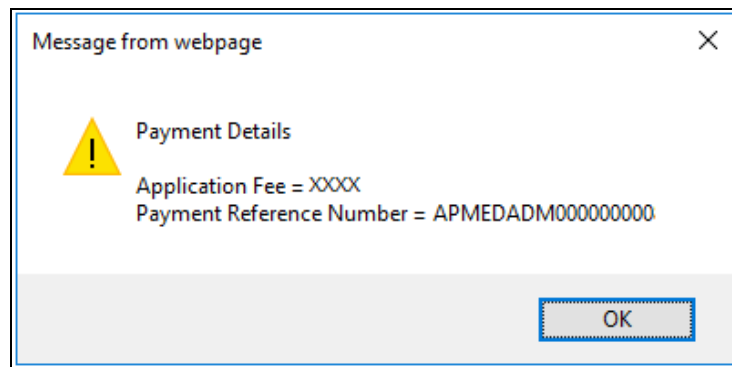 Message from webpage
Payment Details
Application Fee = XXXX
Payment Reference Number = APMEDADM000000000
OK